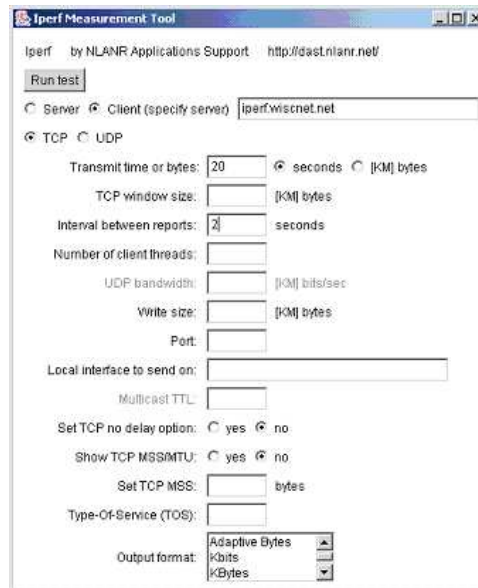 Iperf Measurement Tool
Iperf by NLANR Applications Support http://dast.nlanr.net/
Run test
Server Client (specify server) iperf.wiscnet.net
TCP UDP
Transmit time or bytes: 20 seconds [KM] bytes
TCP window size: [KM] bytes
Interval between reports: 2 seconds
Number of client threads:
UDP bandwidth: [KM] bits/sec
Write size: [KM] bytes
Port:
Local interface to send on:
Multicast TTL:
Set TCP no delay option: yes no
Show TCP MSS/MTU: yes no
Set TCP MSS: bytes
Type-Of-Service (TOS):
Output format: Adaptive Bytes
Kbits
KBytes